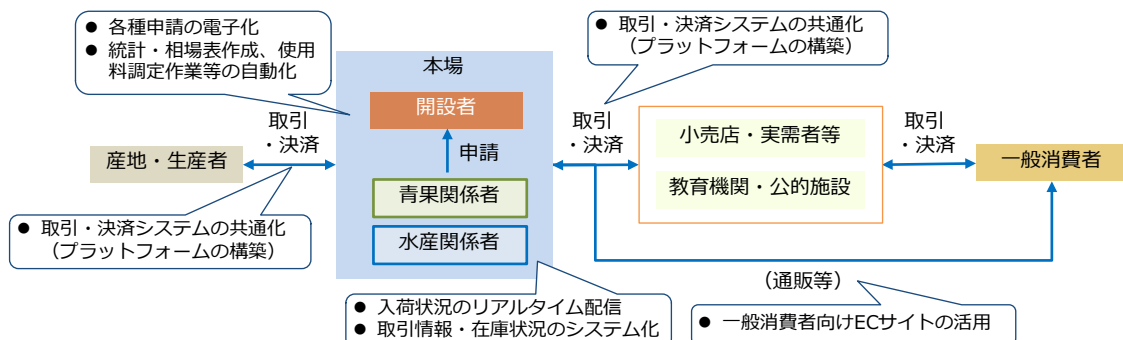 ● 各種申請の電子化
● 統計・相場表作成、使用
料調定作業等の自動化
● 取引・決済システムの共通化
（プラットフォームの構築）
本場
開設者
申請
青果関係者
水産関係者
産地・生産者
取引
・決済
取引
・決済
小売店・実需者等
教育機関・公的施設
取引
・決済
一般消費者
● 取引・決済システムの共通化
（プラットフォームの構築）
（通販等）
● 入荷状況のリアルタイム配信
● 取引情報・在庫状況のシステム化
● 一般消費者向けECサイトの活用